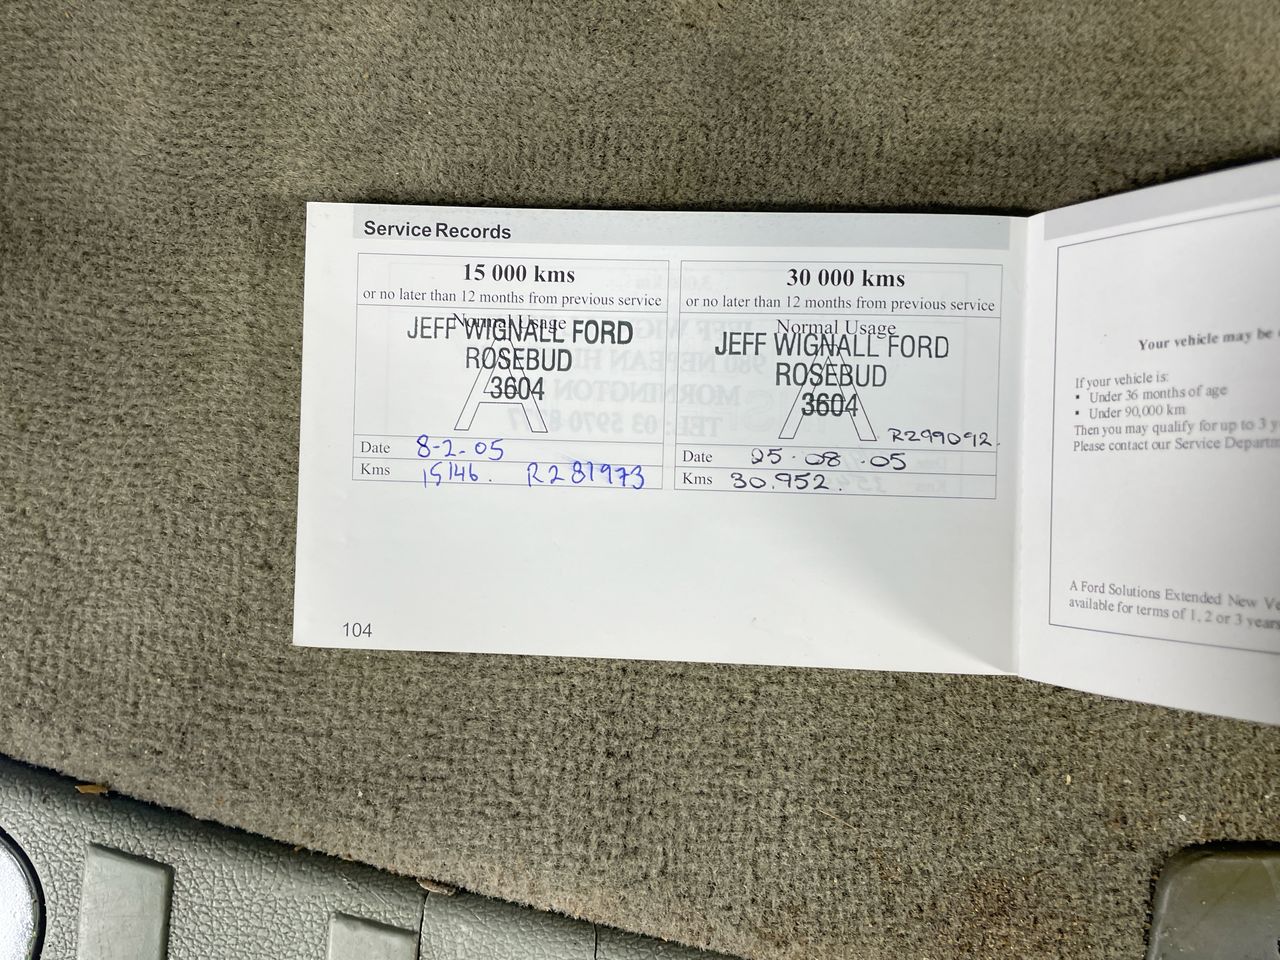 Service Records
15 000 kms
or no later than 12 months from previous service
Normal Usage
JEFF WIGNALL FORD
ROSEBUD
3604
A
Date 8-2-05
Kms 15146. R281973
30 000 kms
or no later than 12 months from previous service
Normal Usage
JEFF WIGNALL FORD
ROSEBUD
3604
A
R299092.
Date 25.08.05
Kms 30.952.
104
Your vehicle may be
If your vehicle is:
• Under 36 months of age
• Under 90,000 km
Then you may qualify for up to 3 y
Please contact our Service Departm
A Ford Solutions Extended New Ve
available for terms of 1, 2 or 3 years